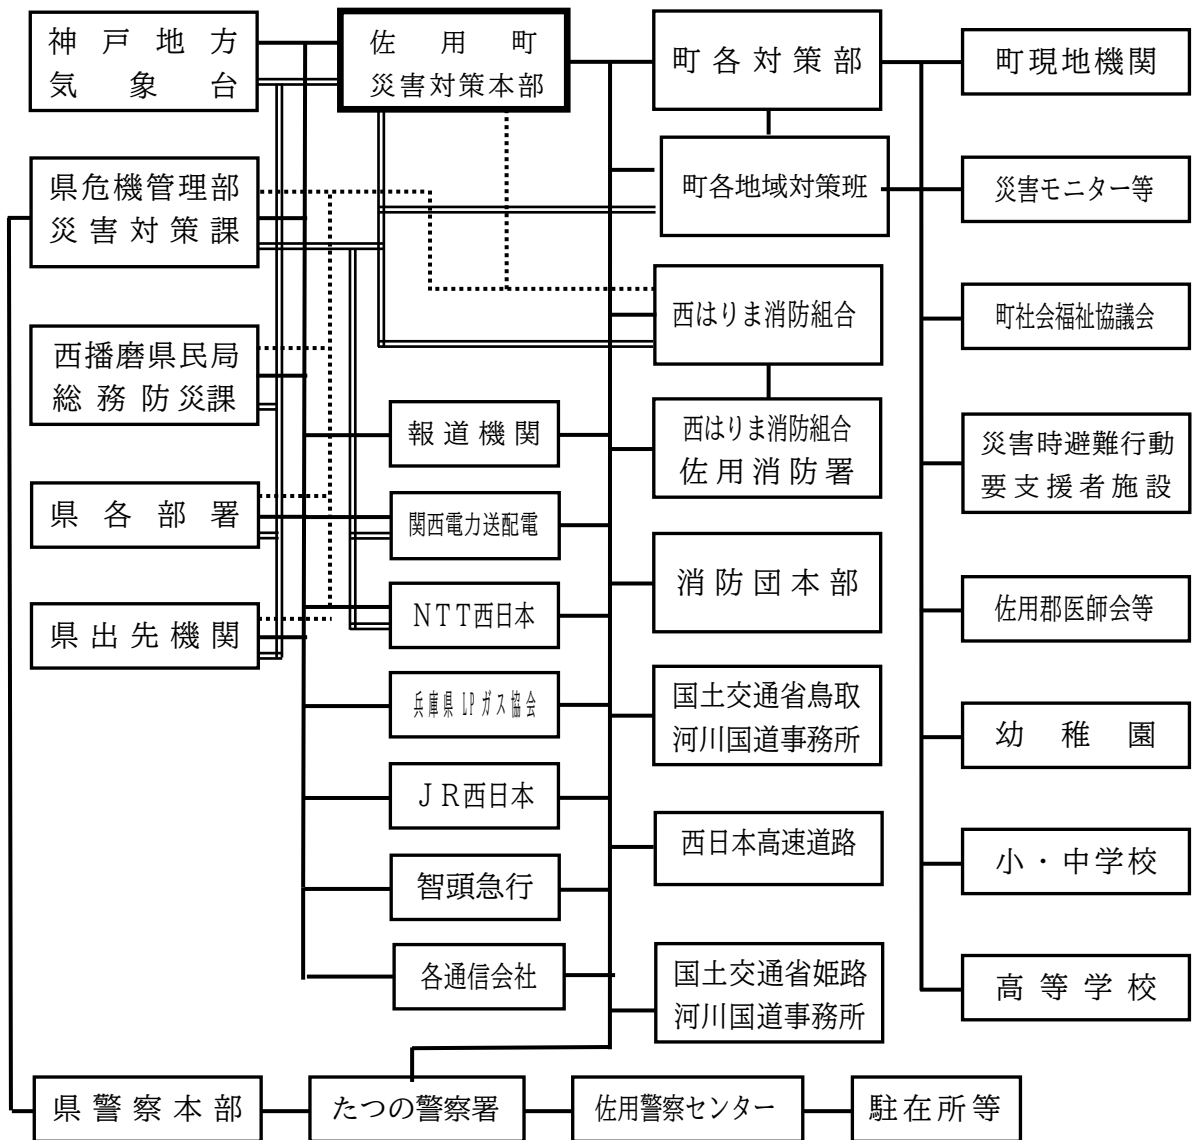 神戸地方
気象台
佐用町
災害対策本部
町各対策部
町現地機関
県危機管理部
災害対策課
町各地域対策班
災害モニター等
西はりま消防組合
町社会福祉協議会
西播磨県民局
総務防災課
報道機関
西はりま消防組合
佐用消防署
災害時避難行動
要支援者施設
県各部署
関西電力送配電
消防団本部
県出先機関
NTT西日本
佐用郡医師会等
兵庫県LPガス協会
国土交通省鳥取
河川国道事務所
幼稚園
JR西日本
西日本高速道路
小・中学校
智頭急行
各通信会社
国土交通省姫路
河川国道事務所
高等学校
県警察本部
たつの警察署
佐用警察センター
駐在所等